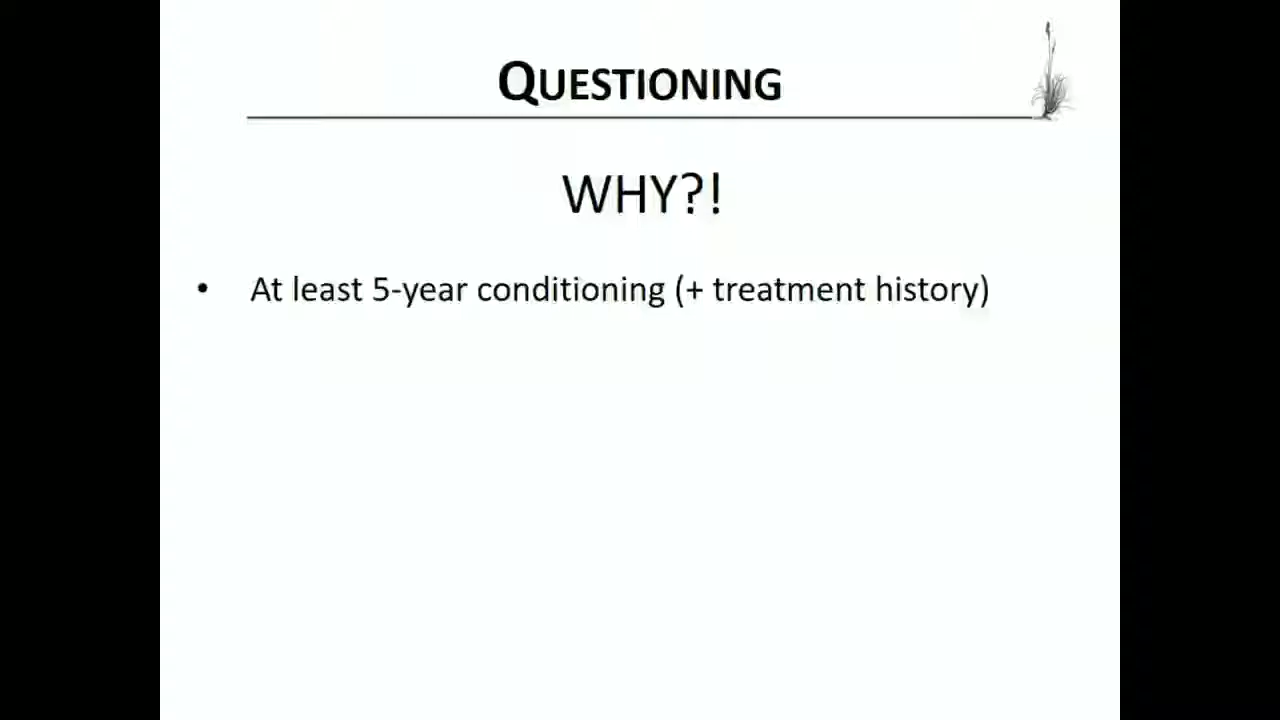 QUESTIONING
WHY?!
• At least 5-year conditioning (+ treatment history)